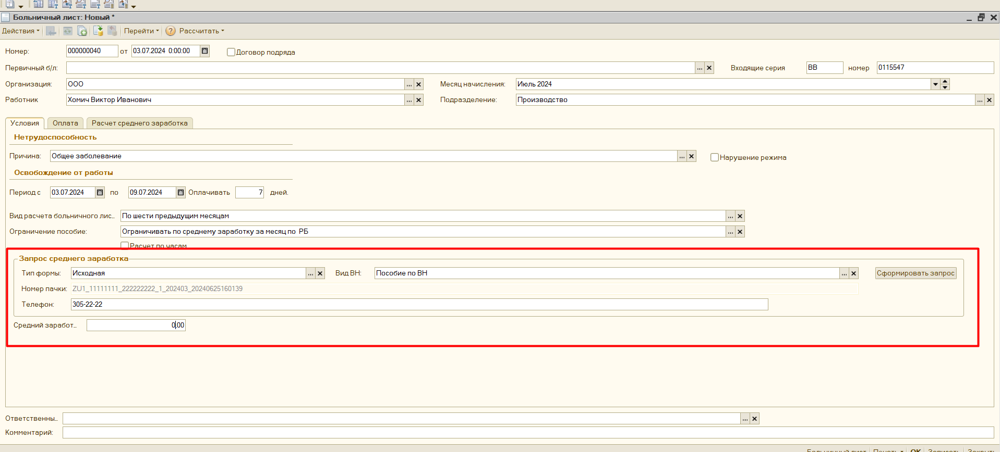 Больничный лист: Новый *
Действия Перейти ? Рассчитать
Номер: 000000040 от 03.07.2024 0:00:00 Договор подряда
Первичный б/л: ... Входящие серия ВВ номер 0115547
Организация: ООО ... Месяц начисления: Июль 2024
Работник Хомич Виктор Иванович ... Подразделение: Производство ...
Условия Оплата Расчет среднего заработка
Нетрудоспособность
Причина: Общее заболевание ... Нарушение режима
Освобождение от работы
Период с 03.07.2024 по 09.07.2024 Оплачивать 7 дней.
Вид расчета больничного лис... По шести предыдущим месяцам ...
Ограничение пособие: Ограничивать по среднему заработку за месяц по РБ ...
Расчет по часам
Запрос среднего заработка
Тип формы: Исходная ... Вид ВН: Пособие по ВН ... Сформировать запрос
Номер пачки: ZU1_11111111_222222222_1_202403_20240625160139
Телефон: 305-22-22
Средний заработ... 0,00
Ответственны... ...
Комментарий:
Больничный лист Печать ОК Записать Закрыть